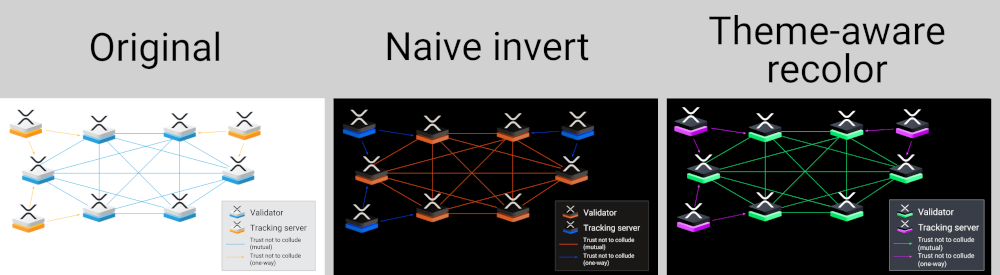 Original
Naive invert
Theme-aware
recolor
Validator
Tracking server
Trust not to collude
(mutual)
Trust not to collude
(one-way)
Validator
Tracking server
Trust not to collude
(mutual)
Trust not to collude
(one-way)
Validator
Tracking server
Trust not to collude
(mutual)
Trust not to collude
(one-way)